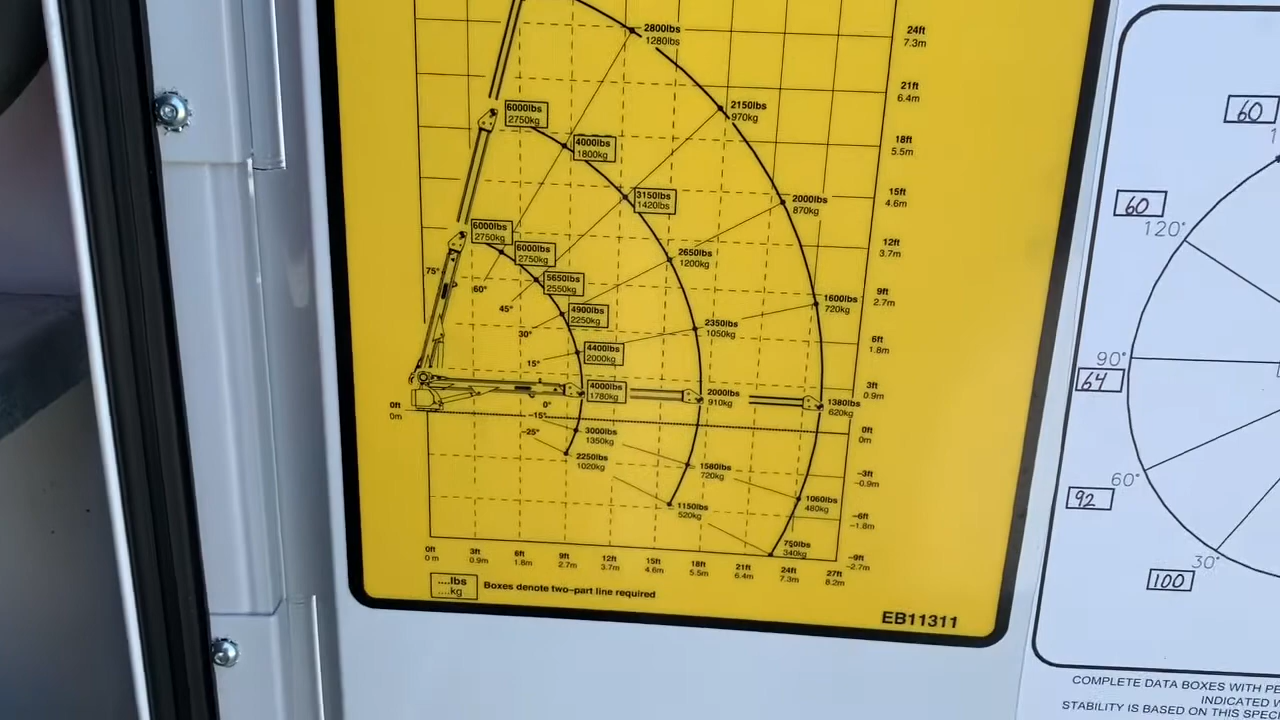 2800lbs
1280lbs
24ft
7.3m
21ft
6.4m
6000lbs
2750kg
2150lbs
970kg
4000lbs
1800kg
18ft
5.5m
3150lbs
1420lbs
2000lbs
870kg
15ft
4.6m
6000lbs
2750kg
6000lbs
2750kg
2650lbs
1200kg
12ft
3.7m
75°
60°
5650lbs
2550kg
45°
4900lbs
2250kg
30°
2350lbs
1050kg
1600lbs
720kg
9ft
2.7m
6ft
1.8m
15°
4400lbs
2000kg
4000lbs
1780kg
2000lbs
910kg
1380lbs
620kg
3ft
0.9m
0ft
0m
0°
-15°
-25°
0ft
0m
3000lbs
1350kg
2250lbs
1020kg
1580lbs
720kg
1150lbs
520kg
1060lbs
480kg
750lbs
340kg
-3ft
-0.9m
-6ft
-1.8m
-9ft
-2.7m
0ft 3ft 6ft 9ft 12ft 15ft 18ft 21ft 24ft 27ft
0 m 0.9m 1.8m 2.7m 3.7m 4.6m 5.5m 6.4m 7.3m 8.2m
....lbs
....kg
Boxes denote two-part line required
EB11311
60
60
120°
90°
64
60°
92
30°
100
COMPLETE DATA BOXES WITH
INDICATED
STABILITY IS BASED ON THIS